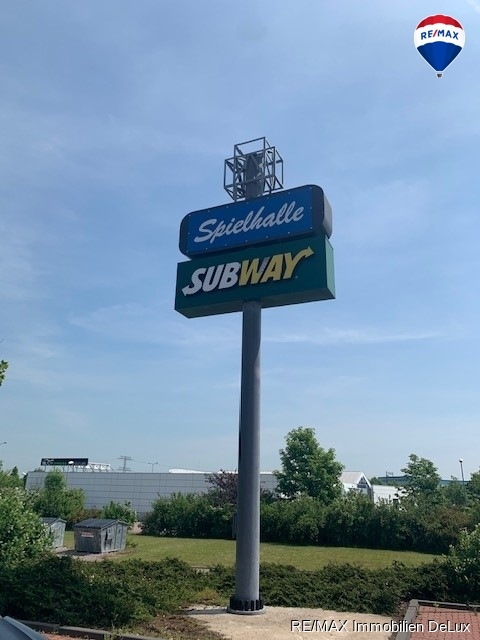 RE/MAX
Spielhalle
SUBWAY
RE/MAX Immobilien DeLux